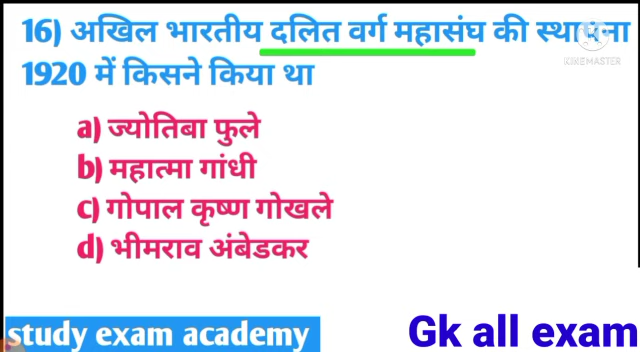 16) अखिल भारतीय दलित वर्ग महासंघ की स्थापना
KINEMASTER
1920 में किसने किया था
a) ज्योतिबा फुले
b) महात्मा गांधी
c) गोपाल कृष्ण गोखले
d) भीमराव अंबेडकर
study exam academy
Gk all exam